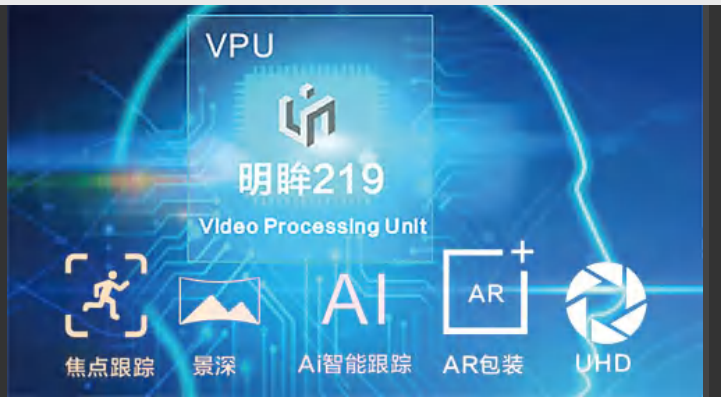 VPU
明眸219
Video Processing Unit
AI
AR
焦点跟踪
景深
Ai智能跟踪
AR包装
UHD